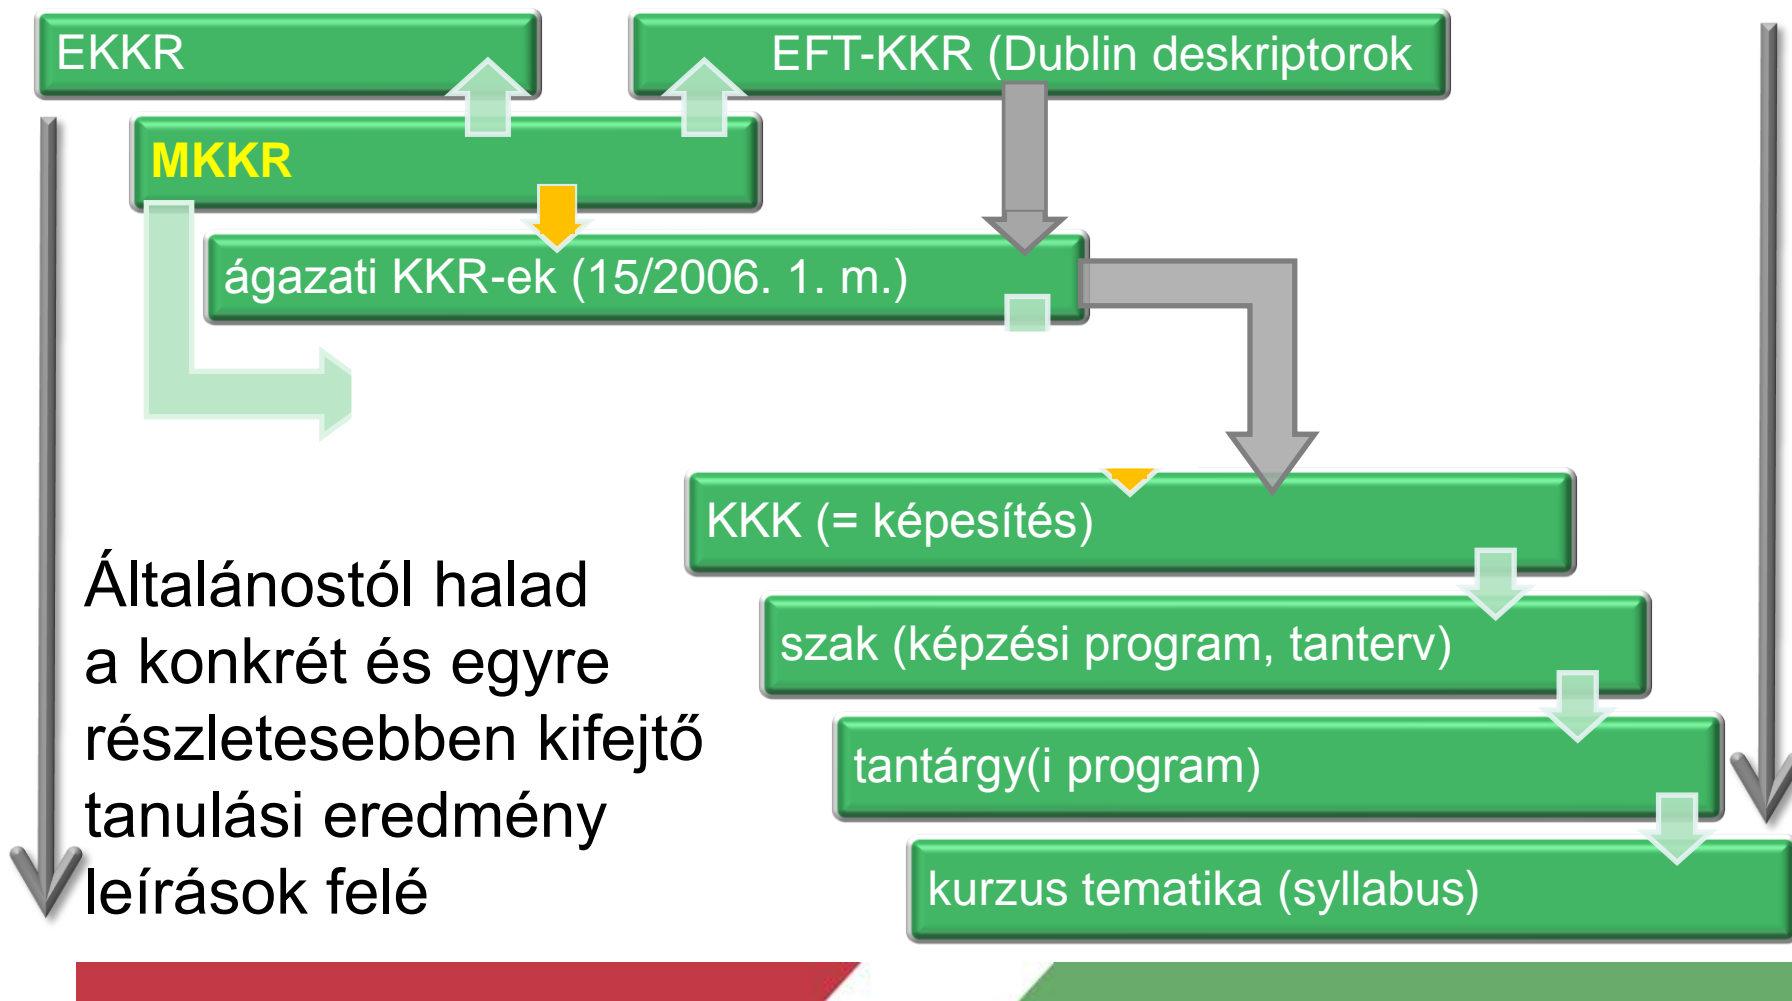 EKKR
EFT-KKR (Dublin deskriptorok
MKKR
ágazati KKR-ek (15/2006. 1. m.)
KKK (= képesítés)
szak (képzési program, tanterv)
tantárgy(i program)
kurzus tematika (syllabus)
Általánostól halad
a konkrét és egyre
részletesebben kifejtő
tanulási eredmény
leírások felé